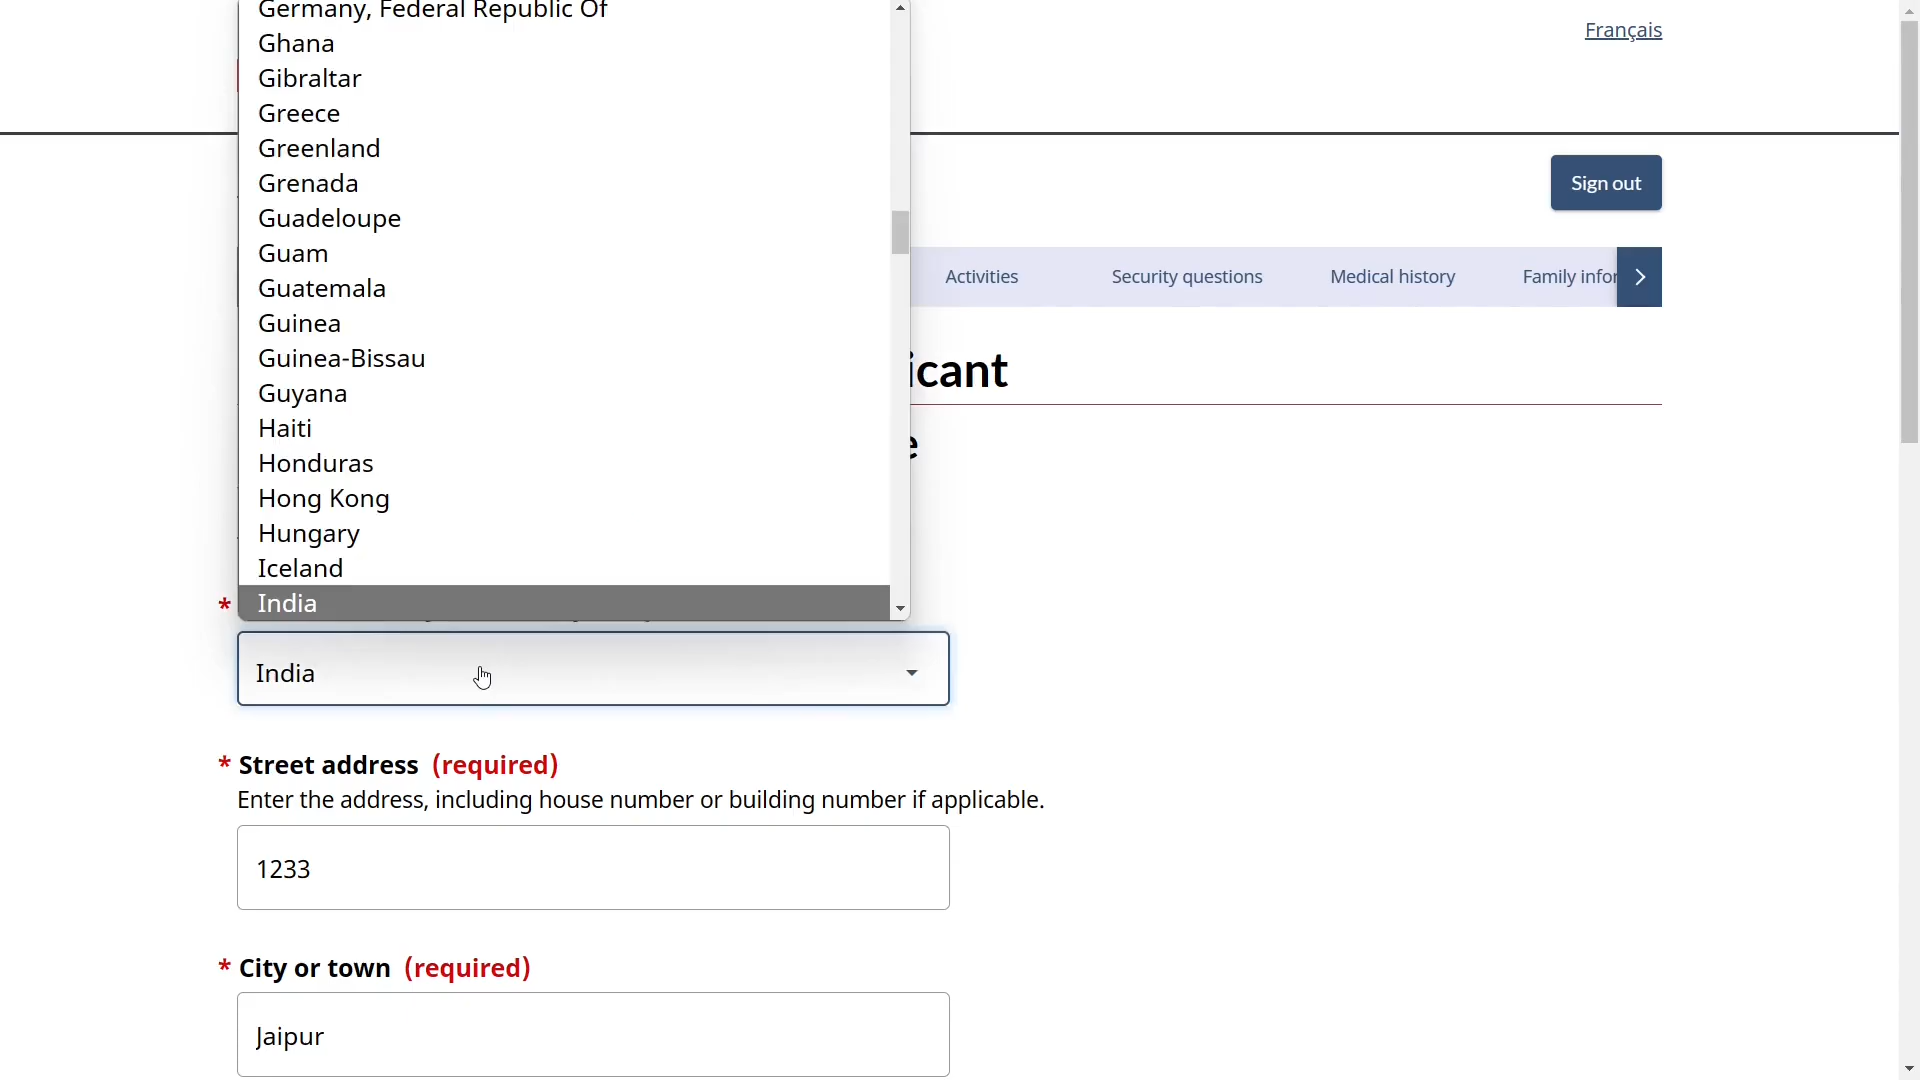 Germany, Federal Republic Of
Ghana
Gibraltar
Greece
Greenland
Grenada
Guadeloupe
Guam
Guatemala
Guinea
Guinea-Bissau
Guyana
Haiti
Honduras
Hong Kong
Hungary
Iceland
* India
India
Français
Sign out
Activities Security questions Medical history Family infor
icant
e
* Street address (required)
Enter the address, including house number or building number if applicable.
1233
* City or town (required)
Jaipur